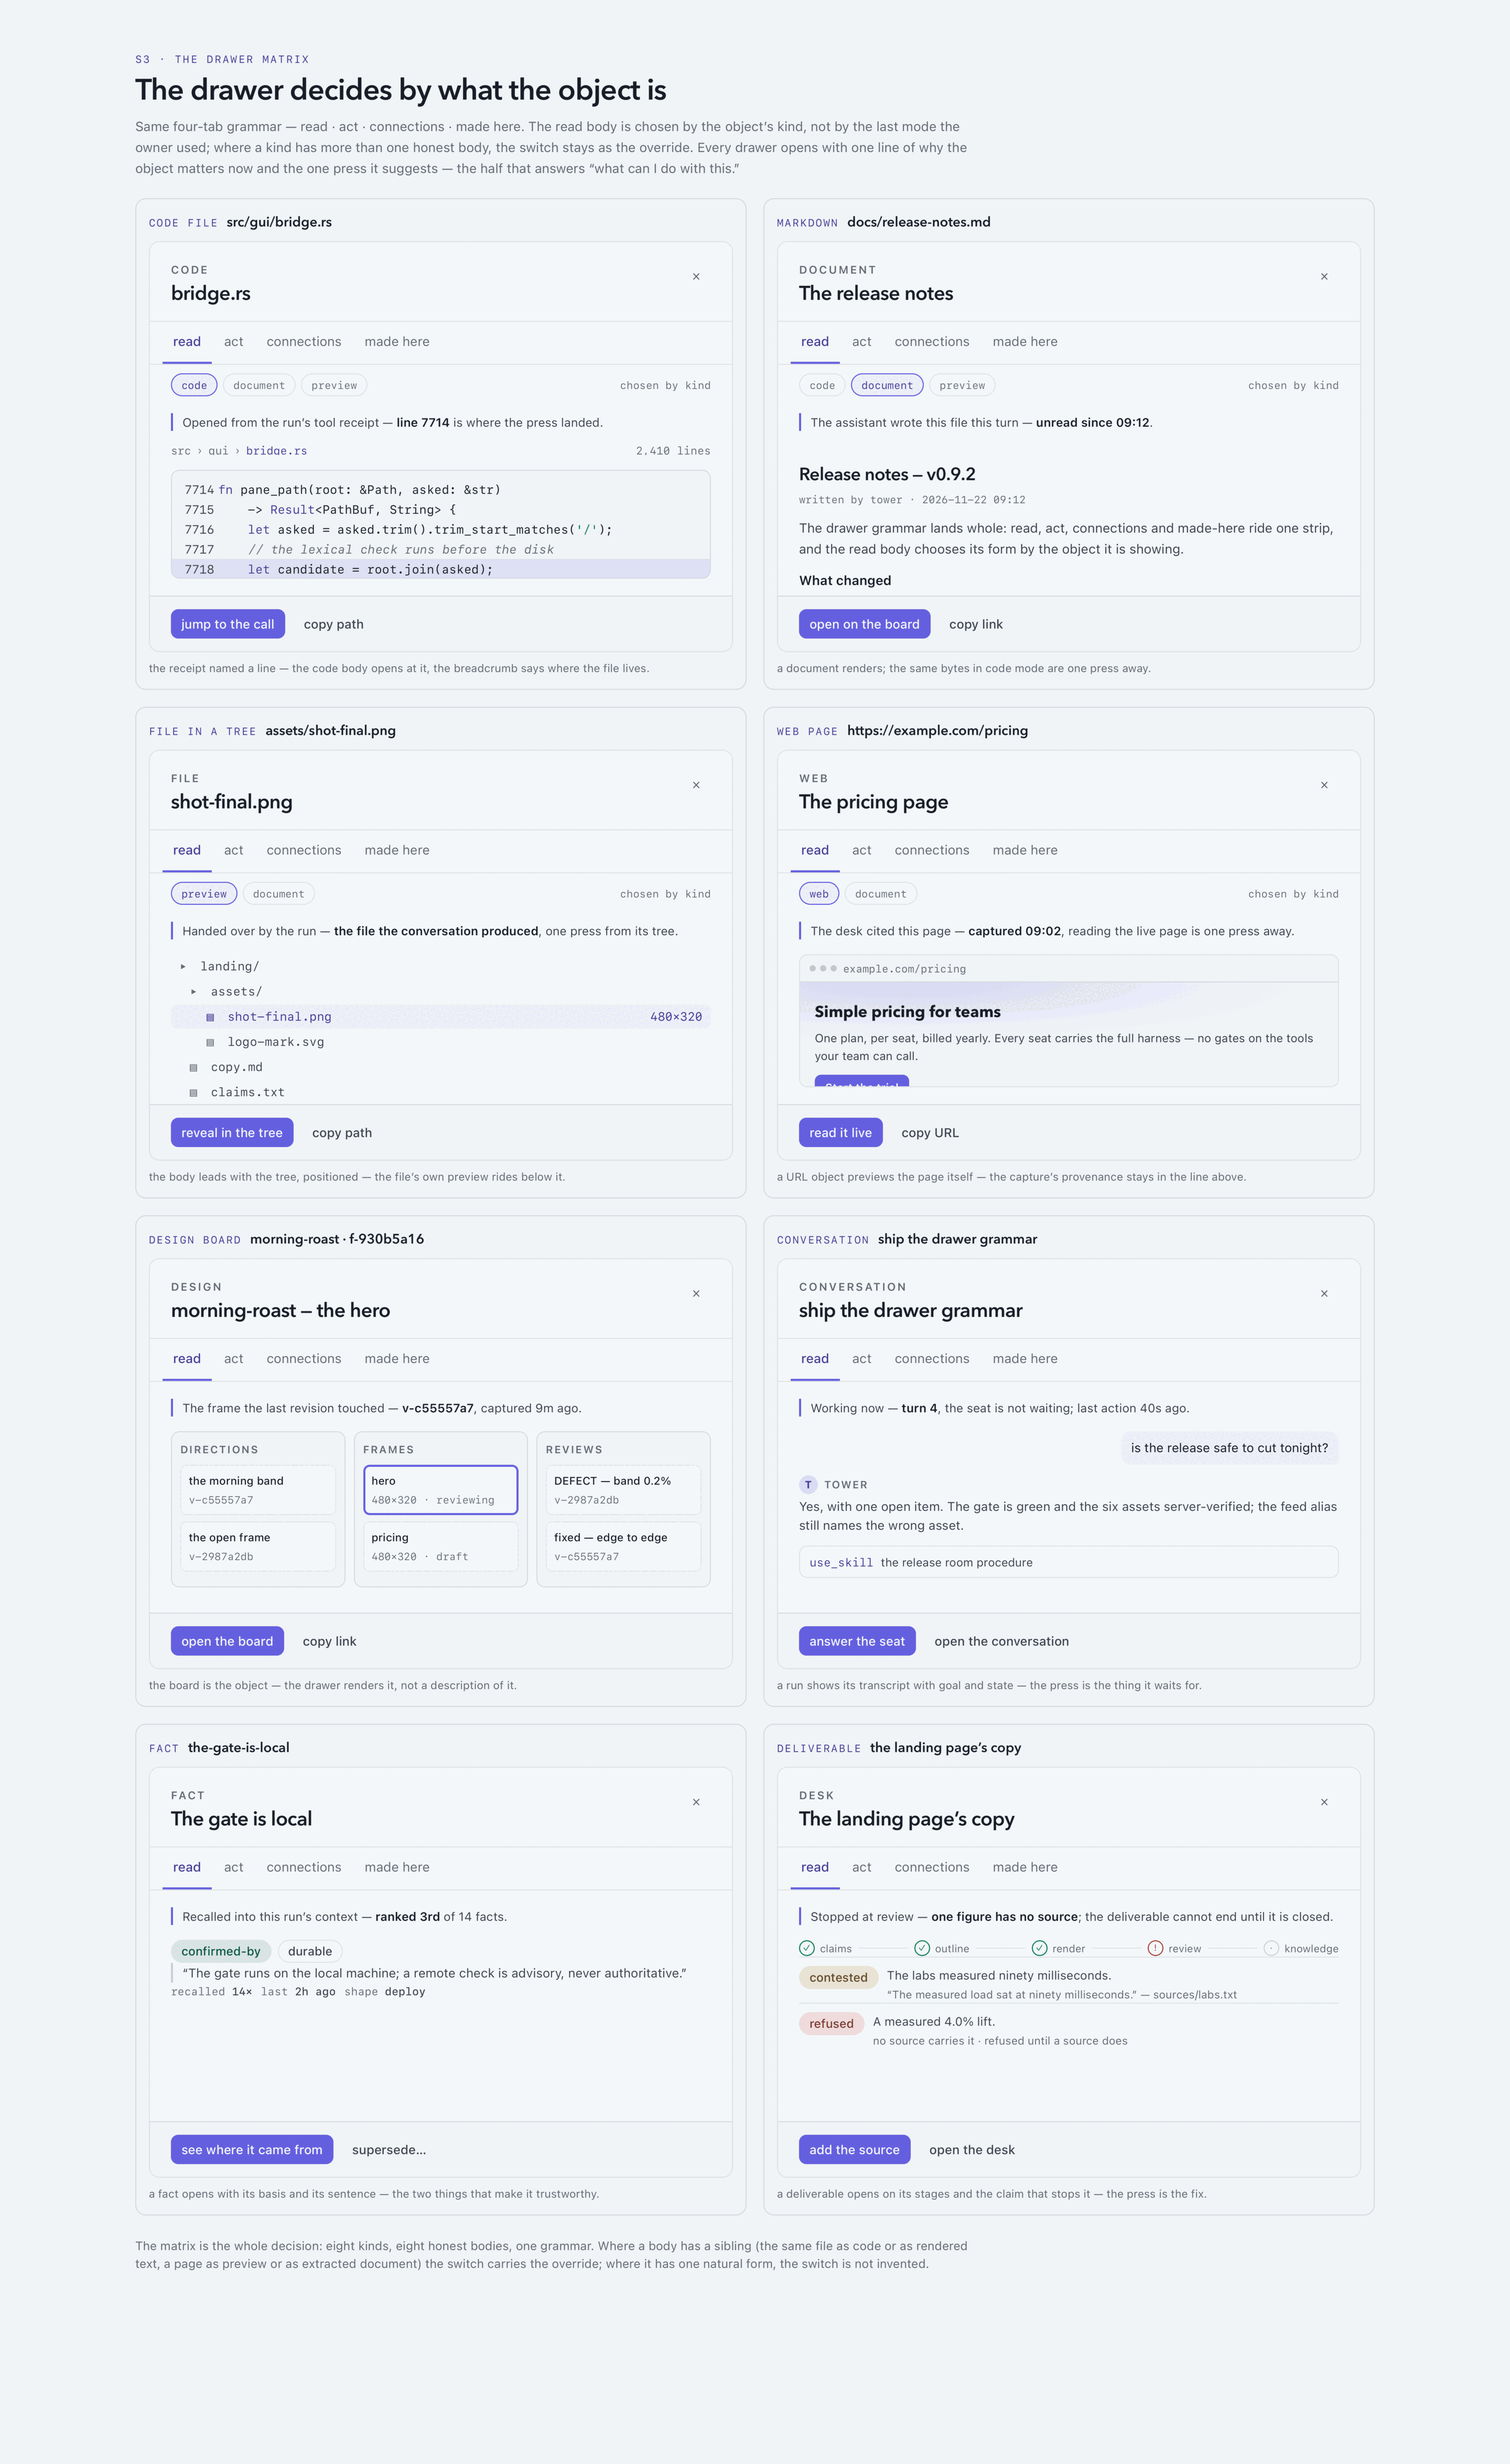 S3 · THE DRAWER MATRIX
The drawer decides by what the object is
Same four-tab grammar — read · act · connections · made here. The read body is chosen by the object’s kind, not by the last mode the
owner used; where a kind has more than one honest body, the switch stays as the override. Every drawer opens with one line of why the
object matters now and the one press it suggests — the half that answers “what can I do with this.”
CODE FILE src/gui/bridge.rs
CODE
×
bridge.rs
read act connections made here
code document preview chosen by kind
Opened from the run’s tool receipt — line 7714 is where the press landed.
src › gui › bridge.rs 2,410 lines
7714 fn pane_path(root: &Path, asked: &str)
7715 —> Result<PathBuf, String> {
7716 let asked = asked.trim().trim_start_matches('/');
7717 // the lexical check runs before the disk
7718 let candidate = root.join(asked);
jump to the call copy path
the receipt named a line — the code body opens at it, the breadcrumb says where the file lives.
MARKDOWN docs/release-notes.md
DOCUMENT
×
The release notes
read act connections made here
code document preview chosen by kind
The assistant wrote this file this turn — unread since 09:12.
Release notes — v0.9.2
written by tower · 2026-11-22 09:12
The drawer grammar lands whole: read, act, connections and made-here ride one strip,
and the read body chooses its form by the object it is showing.
What changed
open on the board copy link
a document renders; the same bytes in code mode are one press away.
FILE IN A TREE assets/shot-final.png
FILE
×
shot-final.png
read act connections made here
preview document chosen by kind
Handed over by the run — the file the conversation produced, one press from its tree.
▸ landing/
▸ assets/
▤ shot-final.png 480×320
▤ logo-mark.svg
▤ copy.md
▤ claims.txt
reveal in the tree copy path
the body leads with the tree, positioned — the file’s own preview rides below it.
WEB PAGE https://example.com/pricing
WEB
×
The pricing page
read act connections made here
web document chosen by kind
The desk cited this page — captured 09:02, reading the live page is one press away.
example.com/pricing
Simple pricing for teams
One plan, per seat, billed yearly. Every seat carries the full harness — no gates on the tools
your team can call.
Start the trial
read it live copy URL
a URL object previews the page itself — the capture’s provenance stays in the line above.
DESIGN BOARD morning-roast · f-930b5a16
DESIGN
×
morning-roast — the hero
read act connections made here
The frame the last revision touched — v-c55557a7, captured 9m ago.
DIRECTIONS FRAMES REVIEWS
the morning band hero DEFECT — band 0.2%
v-c55557a7 480×320 · reviewing v-2987a2db
the open frame pricing fixed — edge to edge
v-2987a2db 480×320 · draft v-c55557a7
open the board copy link
the board is the object — the drawer renders it, not a description of it.
CONVERSATION ship the drawer grammar
CONVERSATION
×
ship the drawer grammar
read act connections made here
Working now — turn 4, the seat is not waiting; last action 40s ago.
is the release safe to cut tonight?
T TOWER
Yes, with one open item. The gate is green and the six assets server-verified; the feed alias
still names the wrong asset.
use_skill the release room procedure
answer the seat open the conversation
a run shows its transcript with goal and state — the press is the thing it waits for.
FACT the-gate-is-local
FACT
×
The gate is local
read act connections made here
Recalled into this run’s context — ranked 3rd of 14 facts.
confirmed-by durable
“The gate runs on the local machine; a remote check is advisory, never authoritative.”
recalled 14× last 2h ago shape deploy
see where it came from supersede…
a fact opens with its basis and its sentence — the two things that make it trustworthy.
DELIVERABLE the landing page’s copy
DESK
×
The landing page’s copy
read act connections made here
Stopped at review — one figure has no source; the deliverable cannot end until it is closed.
claims outline render ! review · knowledge
contested The labs measured ninety milliseconds.
“The measured load sat at ninety milliseconds.” — sources/labs.txt
refused A measured 4.0% lift.
no source carries it · refused until a source does
add the source open the desk
a deliverable opens on its stages and the claim that stops it — the press is the fix.
The matrix is the whole decision: eight kinds, eight honest bodies, one grammar. Where a body has a sibling (the same file as code or as rendered
text, a page as preview or as extracted document) the switch carries the override; where it has one natural form, the switch is not invented.